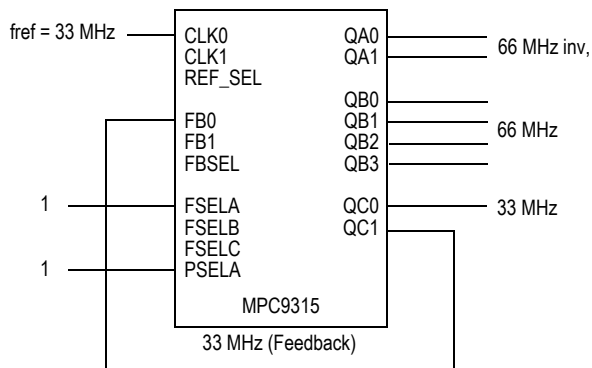 fref = 33 MHz
CLK0
CLK1
REF_SEL
FB0
FB1
FBSEL
1
FSELA
FSELB
FSELC
1
PSELA
QA0
QA1
66 MHz inv,
QB0
QB1
QB2
QB3
66 MHz
QC0
33 MHz
QC1
MPC9315
33 MHz (Feedback)